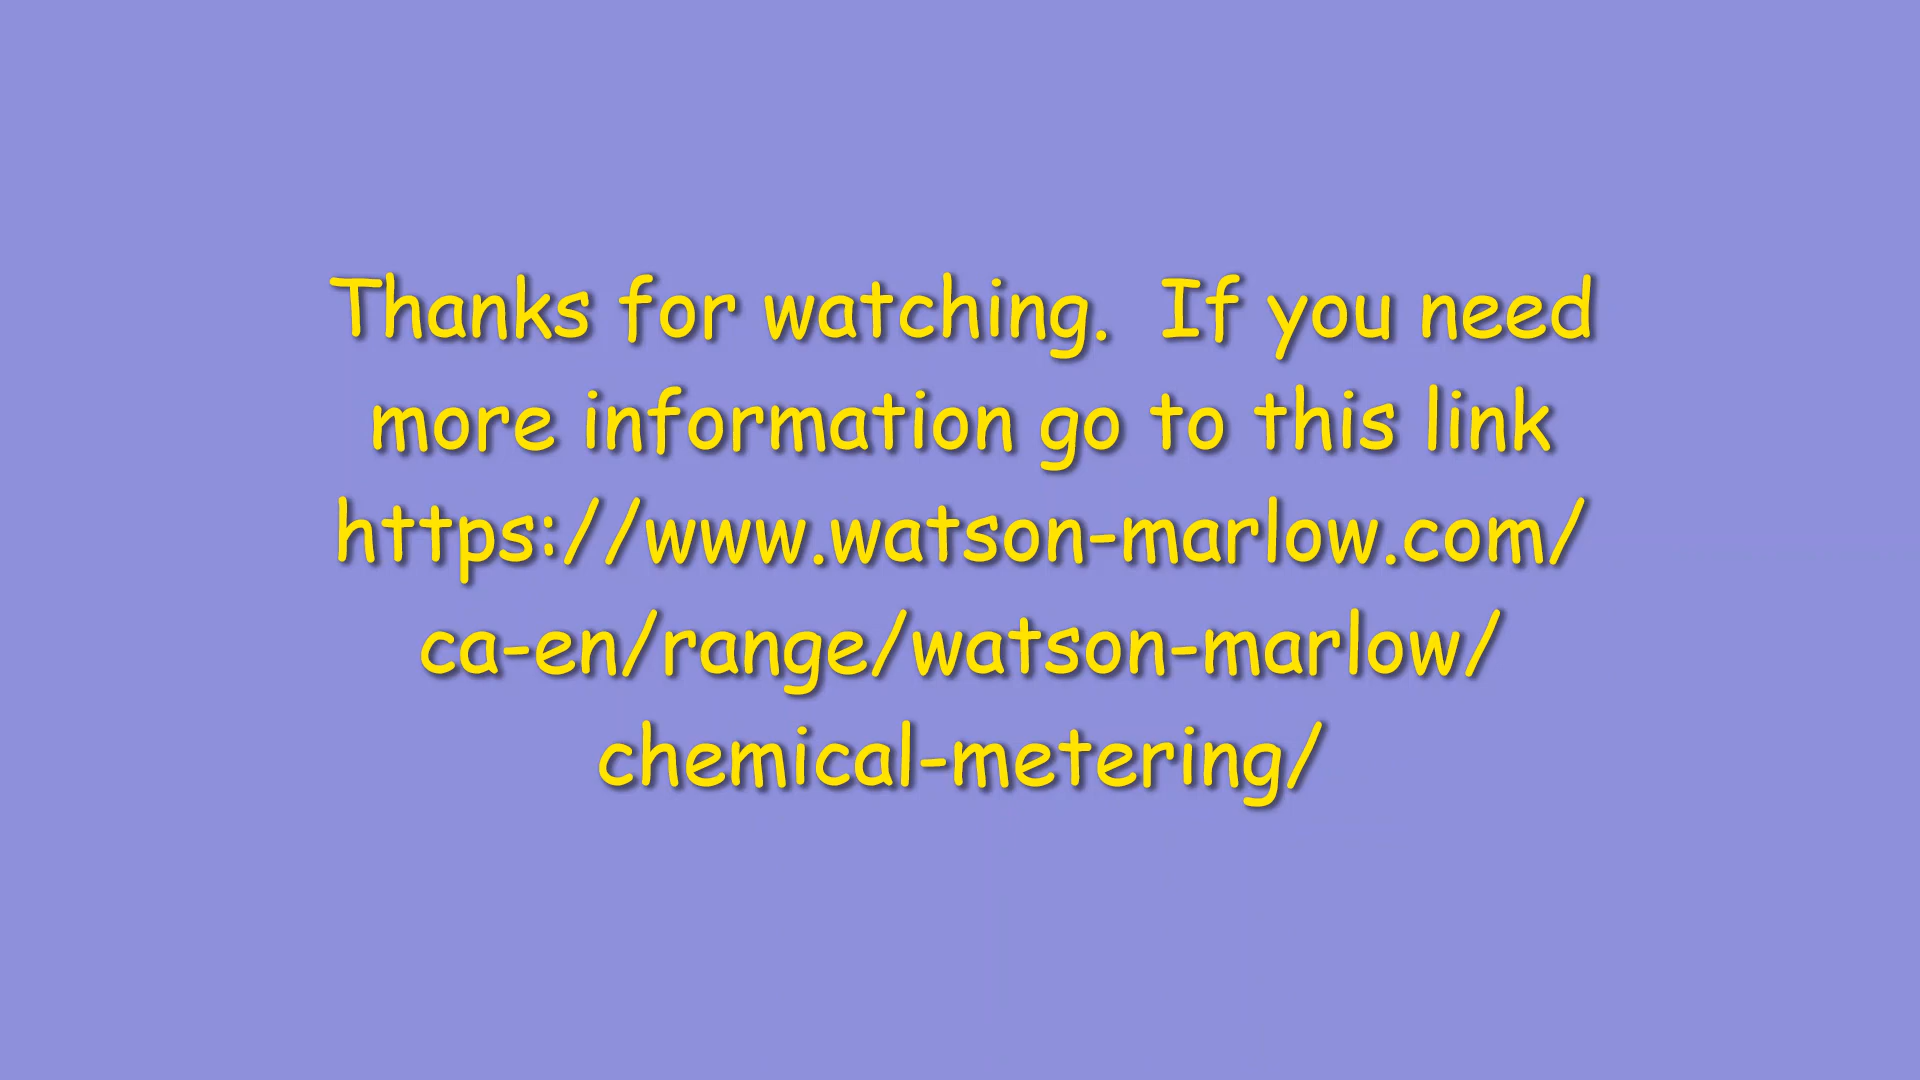 Thanks for watching.  If you need
more information go to this link
https://www.watson-marlow.com/
ca-en/range/watson-marlow/
chemical-metering/